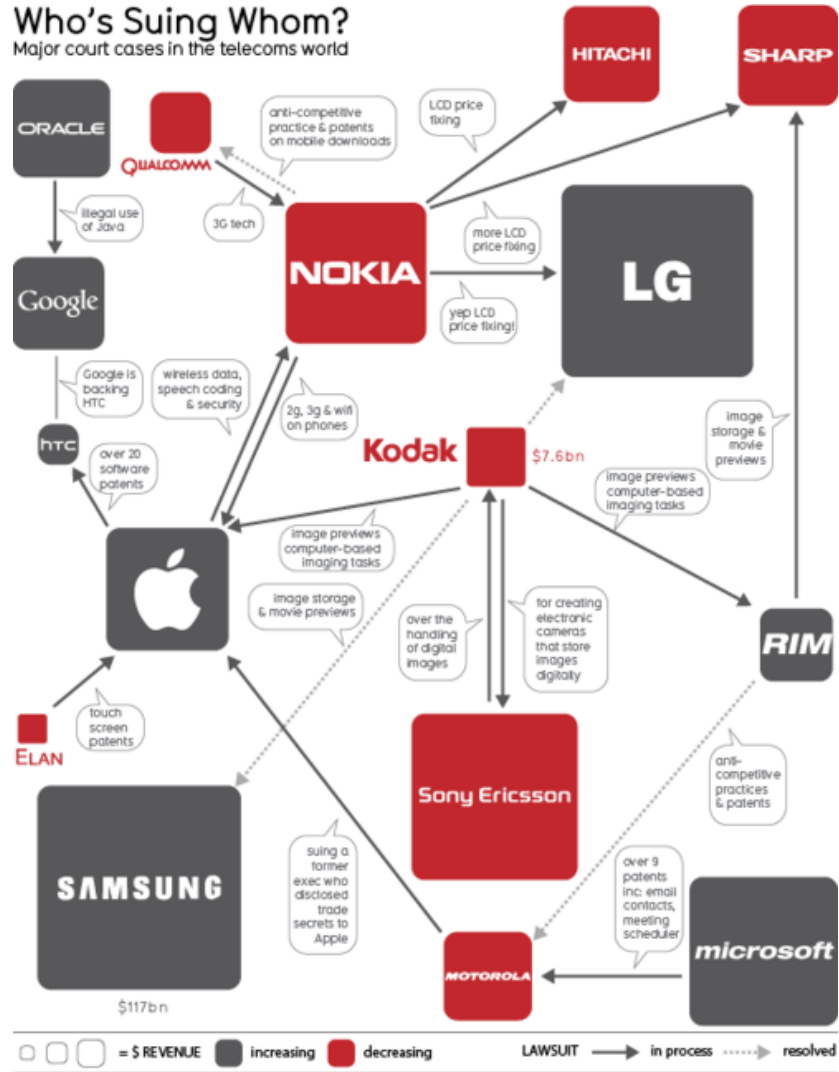 Who's Suing Whom?
Major court cases in the telecoms world
HITACHI
SHARP
ORACLE
QUALCOMM
anti-competitive
practice & patents
on mobile downloads
LCD price
fixing
illegal use
of Java
3G tech
NOKIA
more LCD
price fixing
LG
Google
yep LCD
price fixing!
Google is
backing
HTC
wireless data,
speech coding
& security
2g, 3g & wifi
on phones
hTC
over 20
software
patents
Kodak
$7.6bn
image
storage &
movie
previews
image previews
computer-based
imaging tasks
image previews
computer-based
imaging tasks
image storage
& movie previews
over the
handling
of digital
images
for creating
electronic
cameras
that store
images
digitally
RIM
touch
screen
patents
ELAN
anti-
competitive
practices
& patents
Sony Ericsson
SAMSUNG
suing a
former
exec who
disclosed
trade
secrets to
Apple
over 9
patents
inc: email
contacts,
meeting
scheduler
microsoft
MOTOROLA
$117bn
= $ REVENUE increasing decreasing LAWSUIT in process resolved